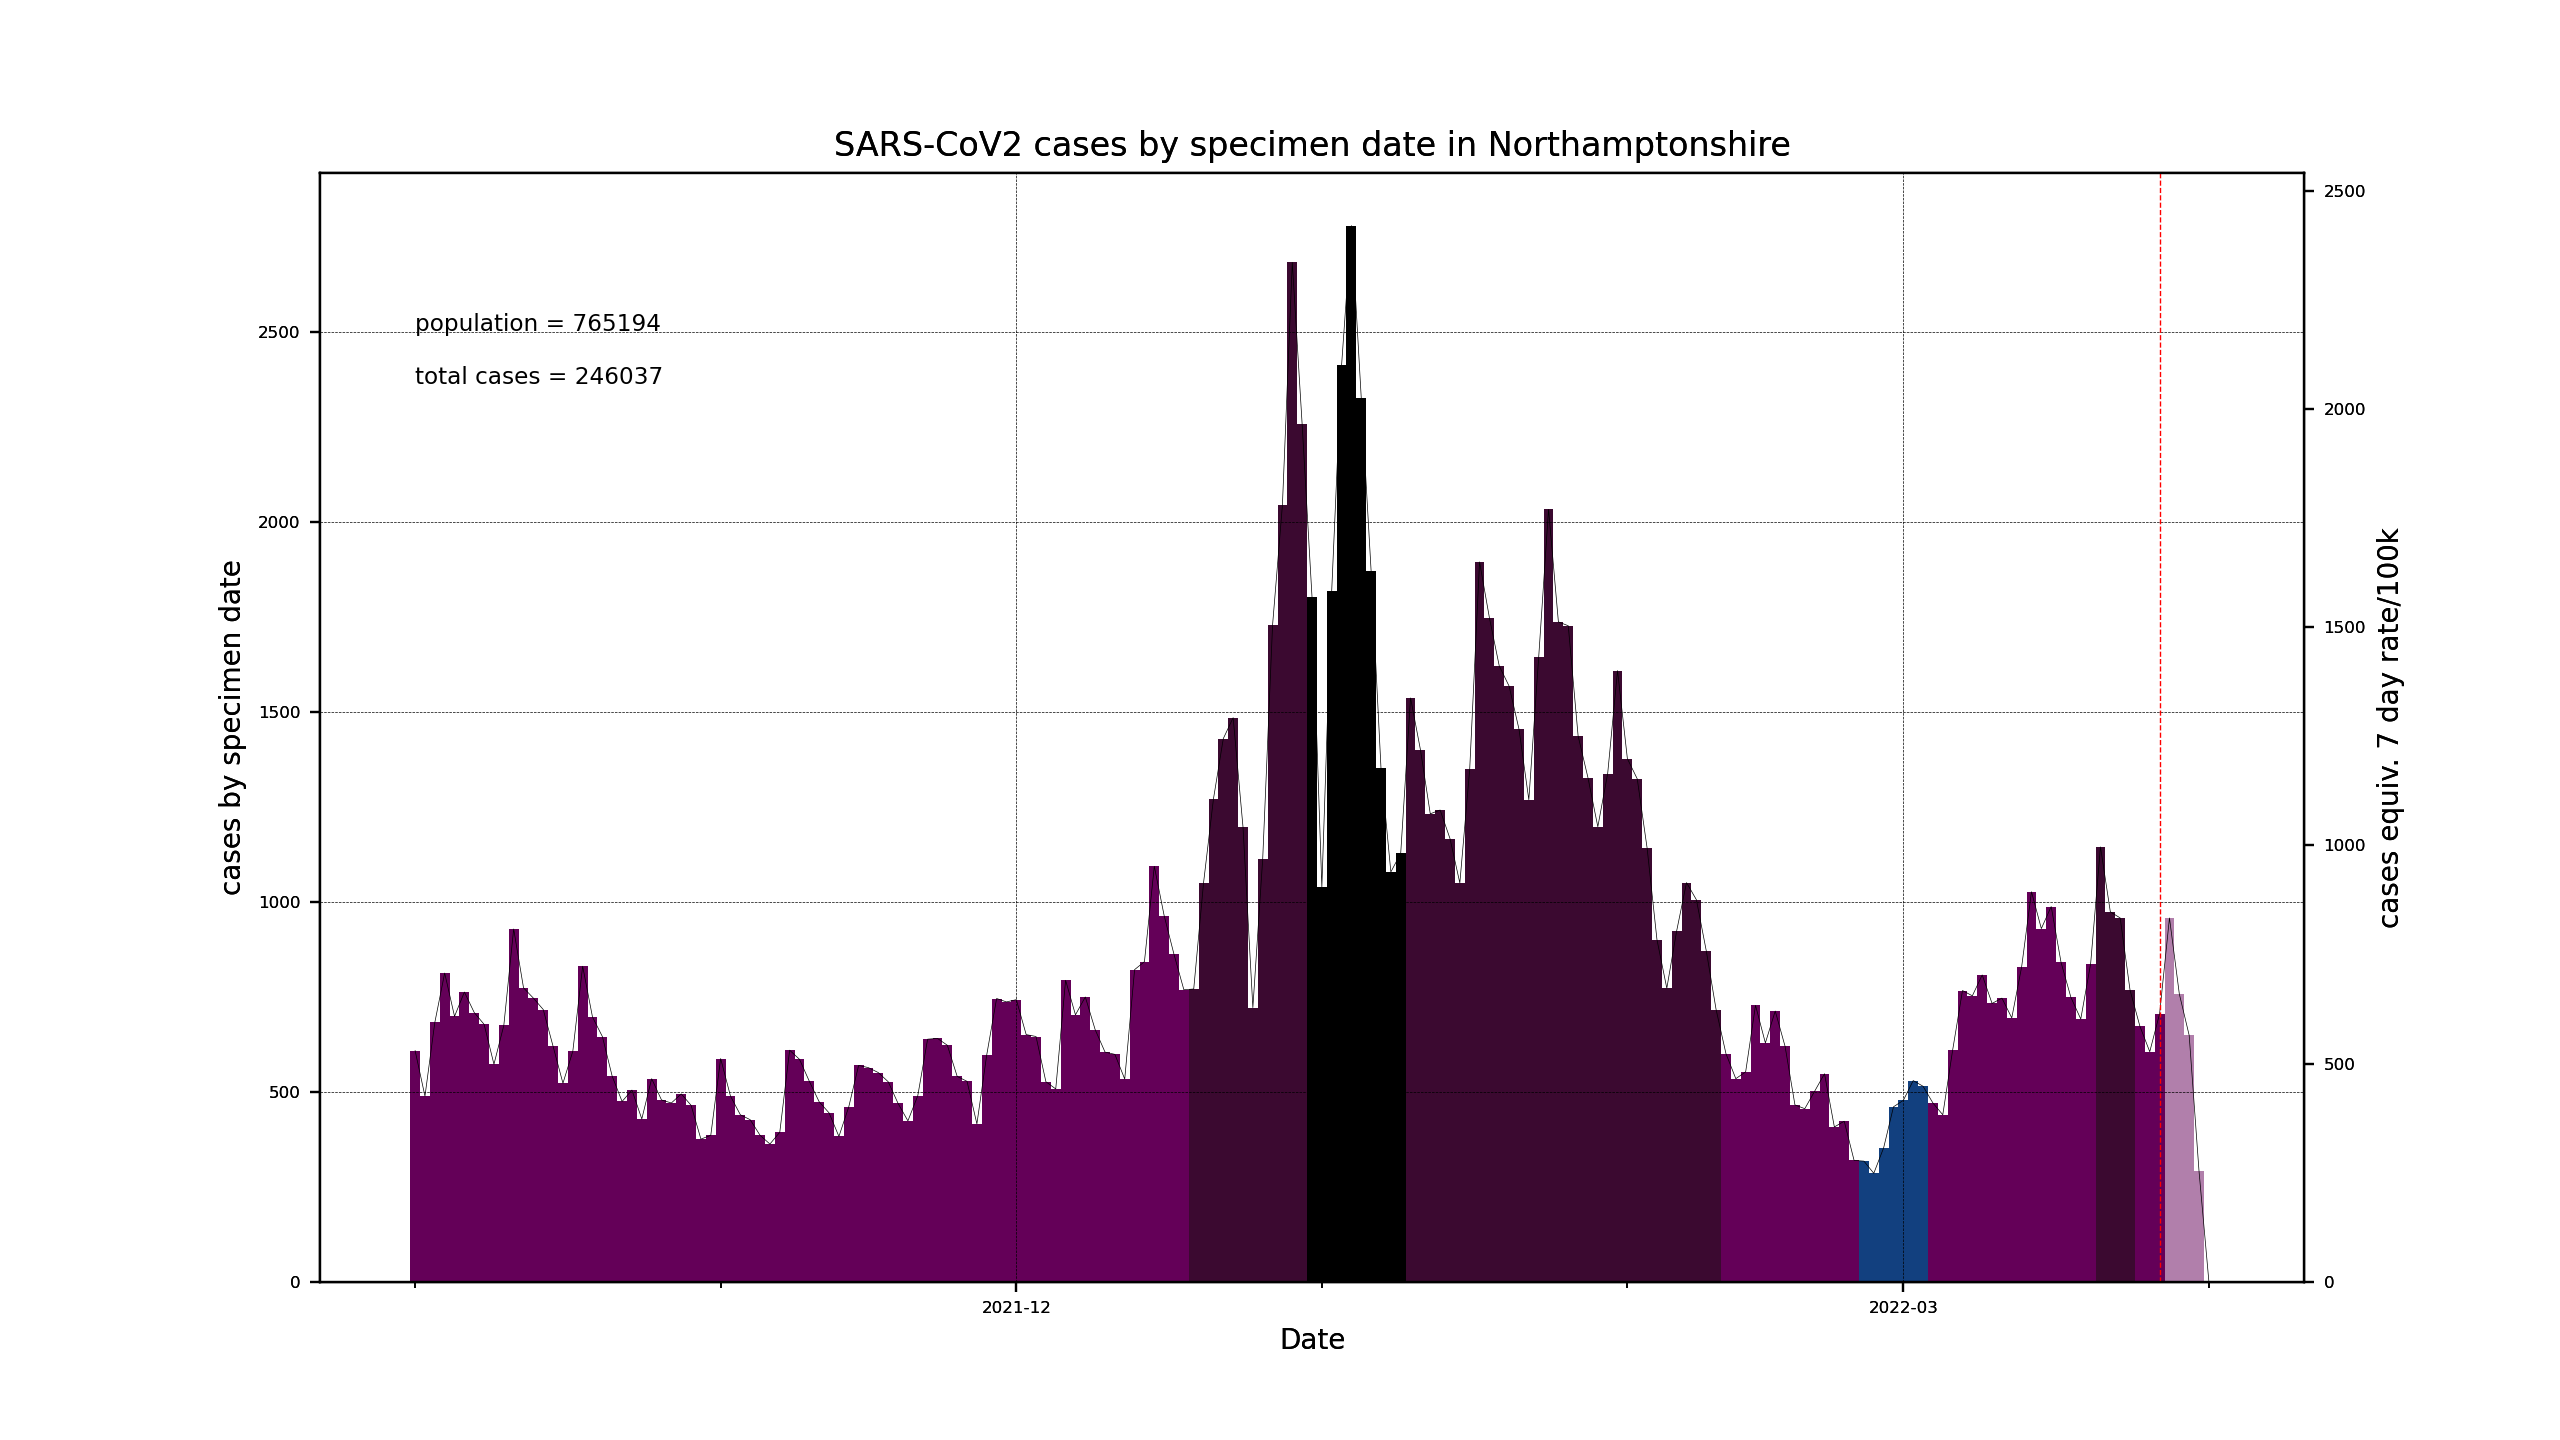 SARS-CoV2 cases by specimen date in Northamptonshire
population = 765194
total cases = 246037
cases by specimen date
2500
2000
1500
1000
500
0
2500
2000
1500
1000
500
0
cases equiv. 7 day rate/100k
2021-12
2022-03
Date